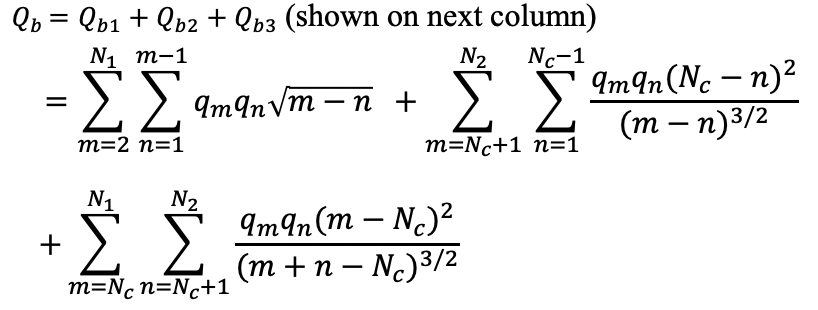 Q_b = Q_{b1} + Q_{b2} + Q_{b3} (shown on next column)
= \sum_{m=2}^{N_1} \sum_{n=1}^{m-1} q_m q_n \sqrt{m-n} + \sum_{m=N_c+1}^{N_2} \sum_{n=1}^{N_c-1} \frac{q_m q_n (N_c - n)^2}{(m-n)^{3/2}}
+ \sum_{m=N_c}^{N_1} \sum_{n=N_c+1}^{N_2} \frac{q_m q_n (m - N_c)^2}{(m+n-N_c)^{3/2}}